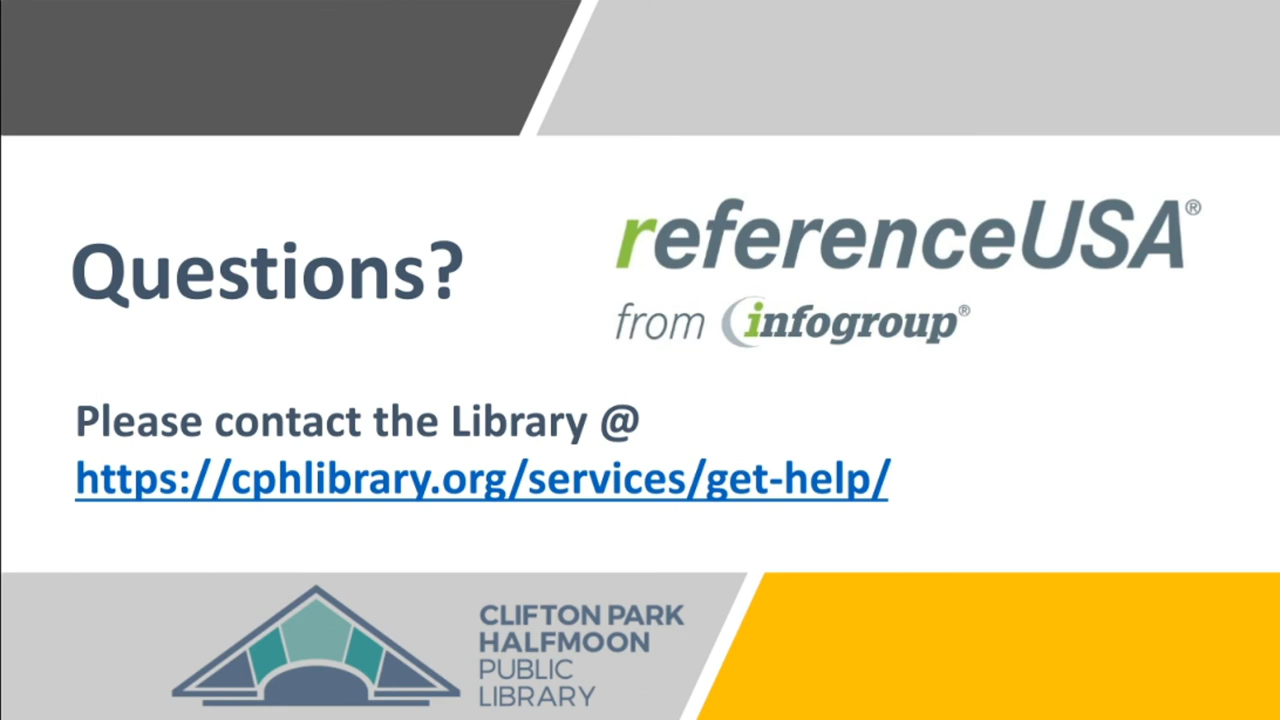 Questions?
referenceUSA®
from infogroup®
Please contact the Library @
https://cphlibrary.org/services/get-help/
CLIFTON PARK
HALFMOON
PUBLIC
LIBRARY